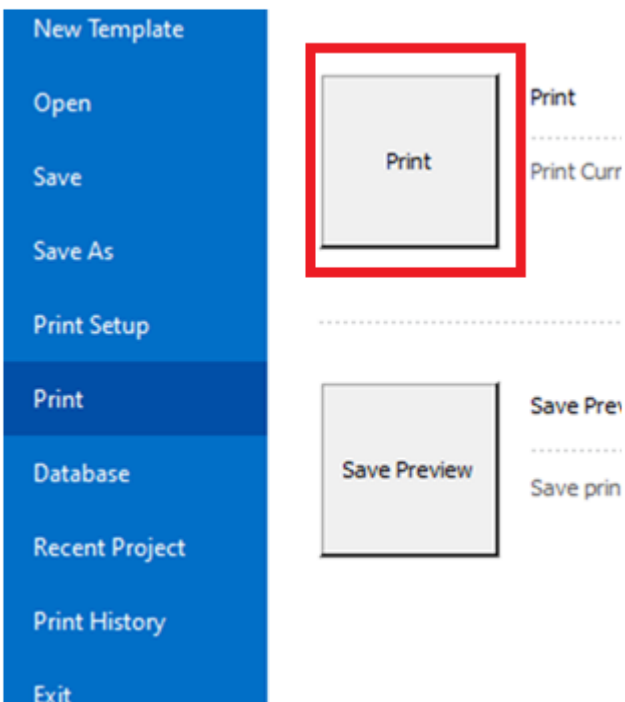 New Template
Open
Save
Save As
Print Setup
Print
Database
Recent Project
Print History
Exit
Print
Print
Print Curr
Save Preview
Save Prev
Save prin